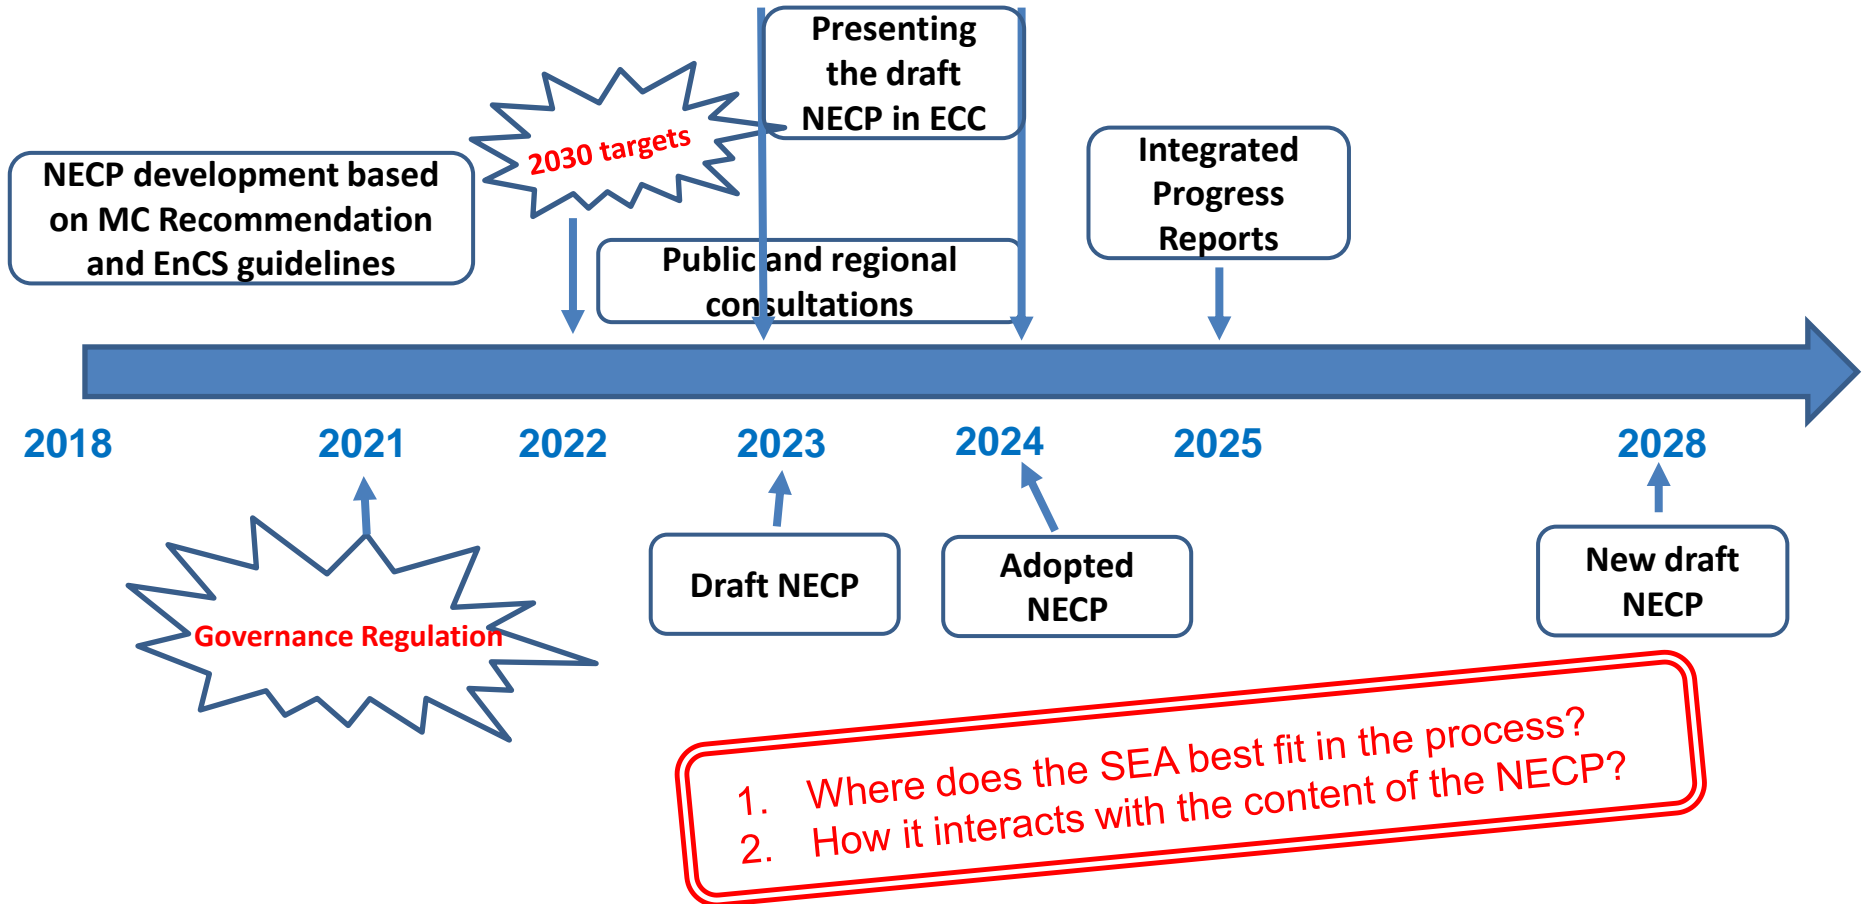 Presenting
the draft
NECP in ECC
2030 targets
Integrated
Progress
Reports
NECP development based
on MC Recommendation
and EnCS guidelines
Public and regional
consultations
2018
2021
2022
2023
2024
2025
2028
Governance Regulation
Draft NECP
Adopted
NECP
New draft
NECP
1. Where does the SEA best fit in the process?
2. How it interacts with the content of the NECP?